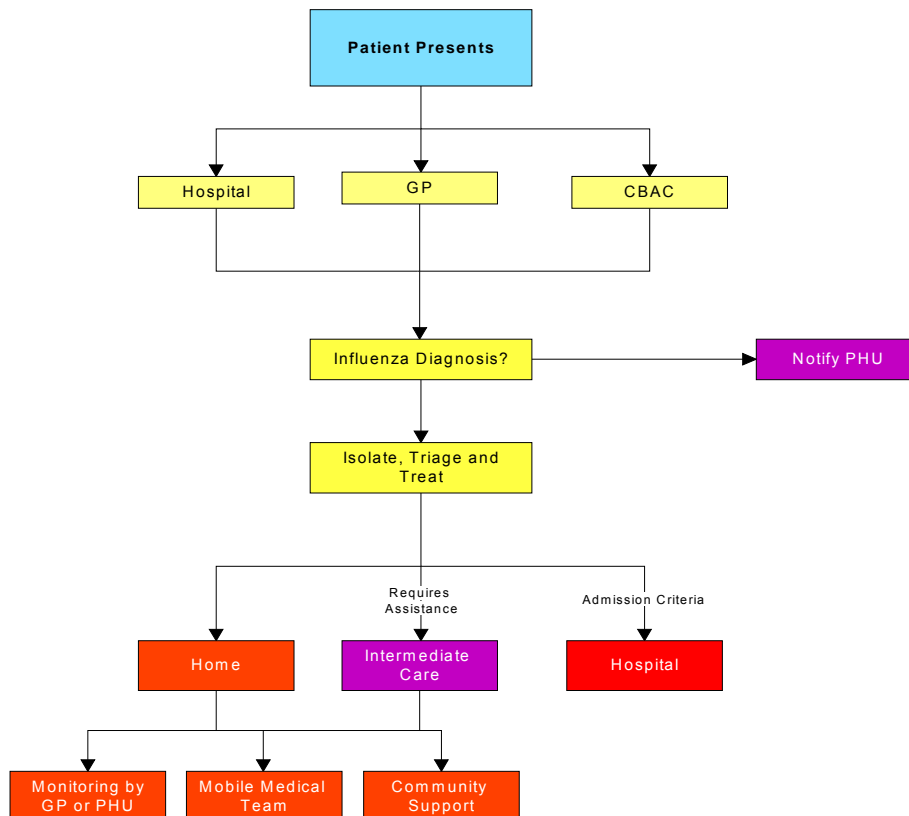 Patient Presents
Hospital
GP
CBAC
Influenza Diagnosis?
Notify PHU
Isolate, Triage and
Treat
Requires
Assistance
Admission Criteria
Home
Intermediate
Care
Hospital
Monitoring by
GP or PHU
Mobile Medical
Team
Community
Support